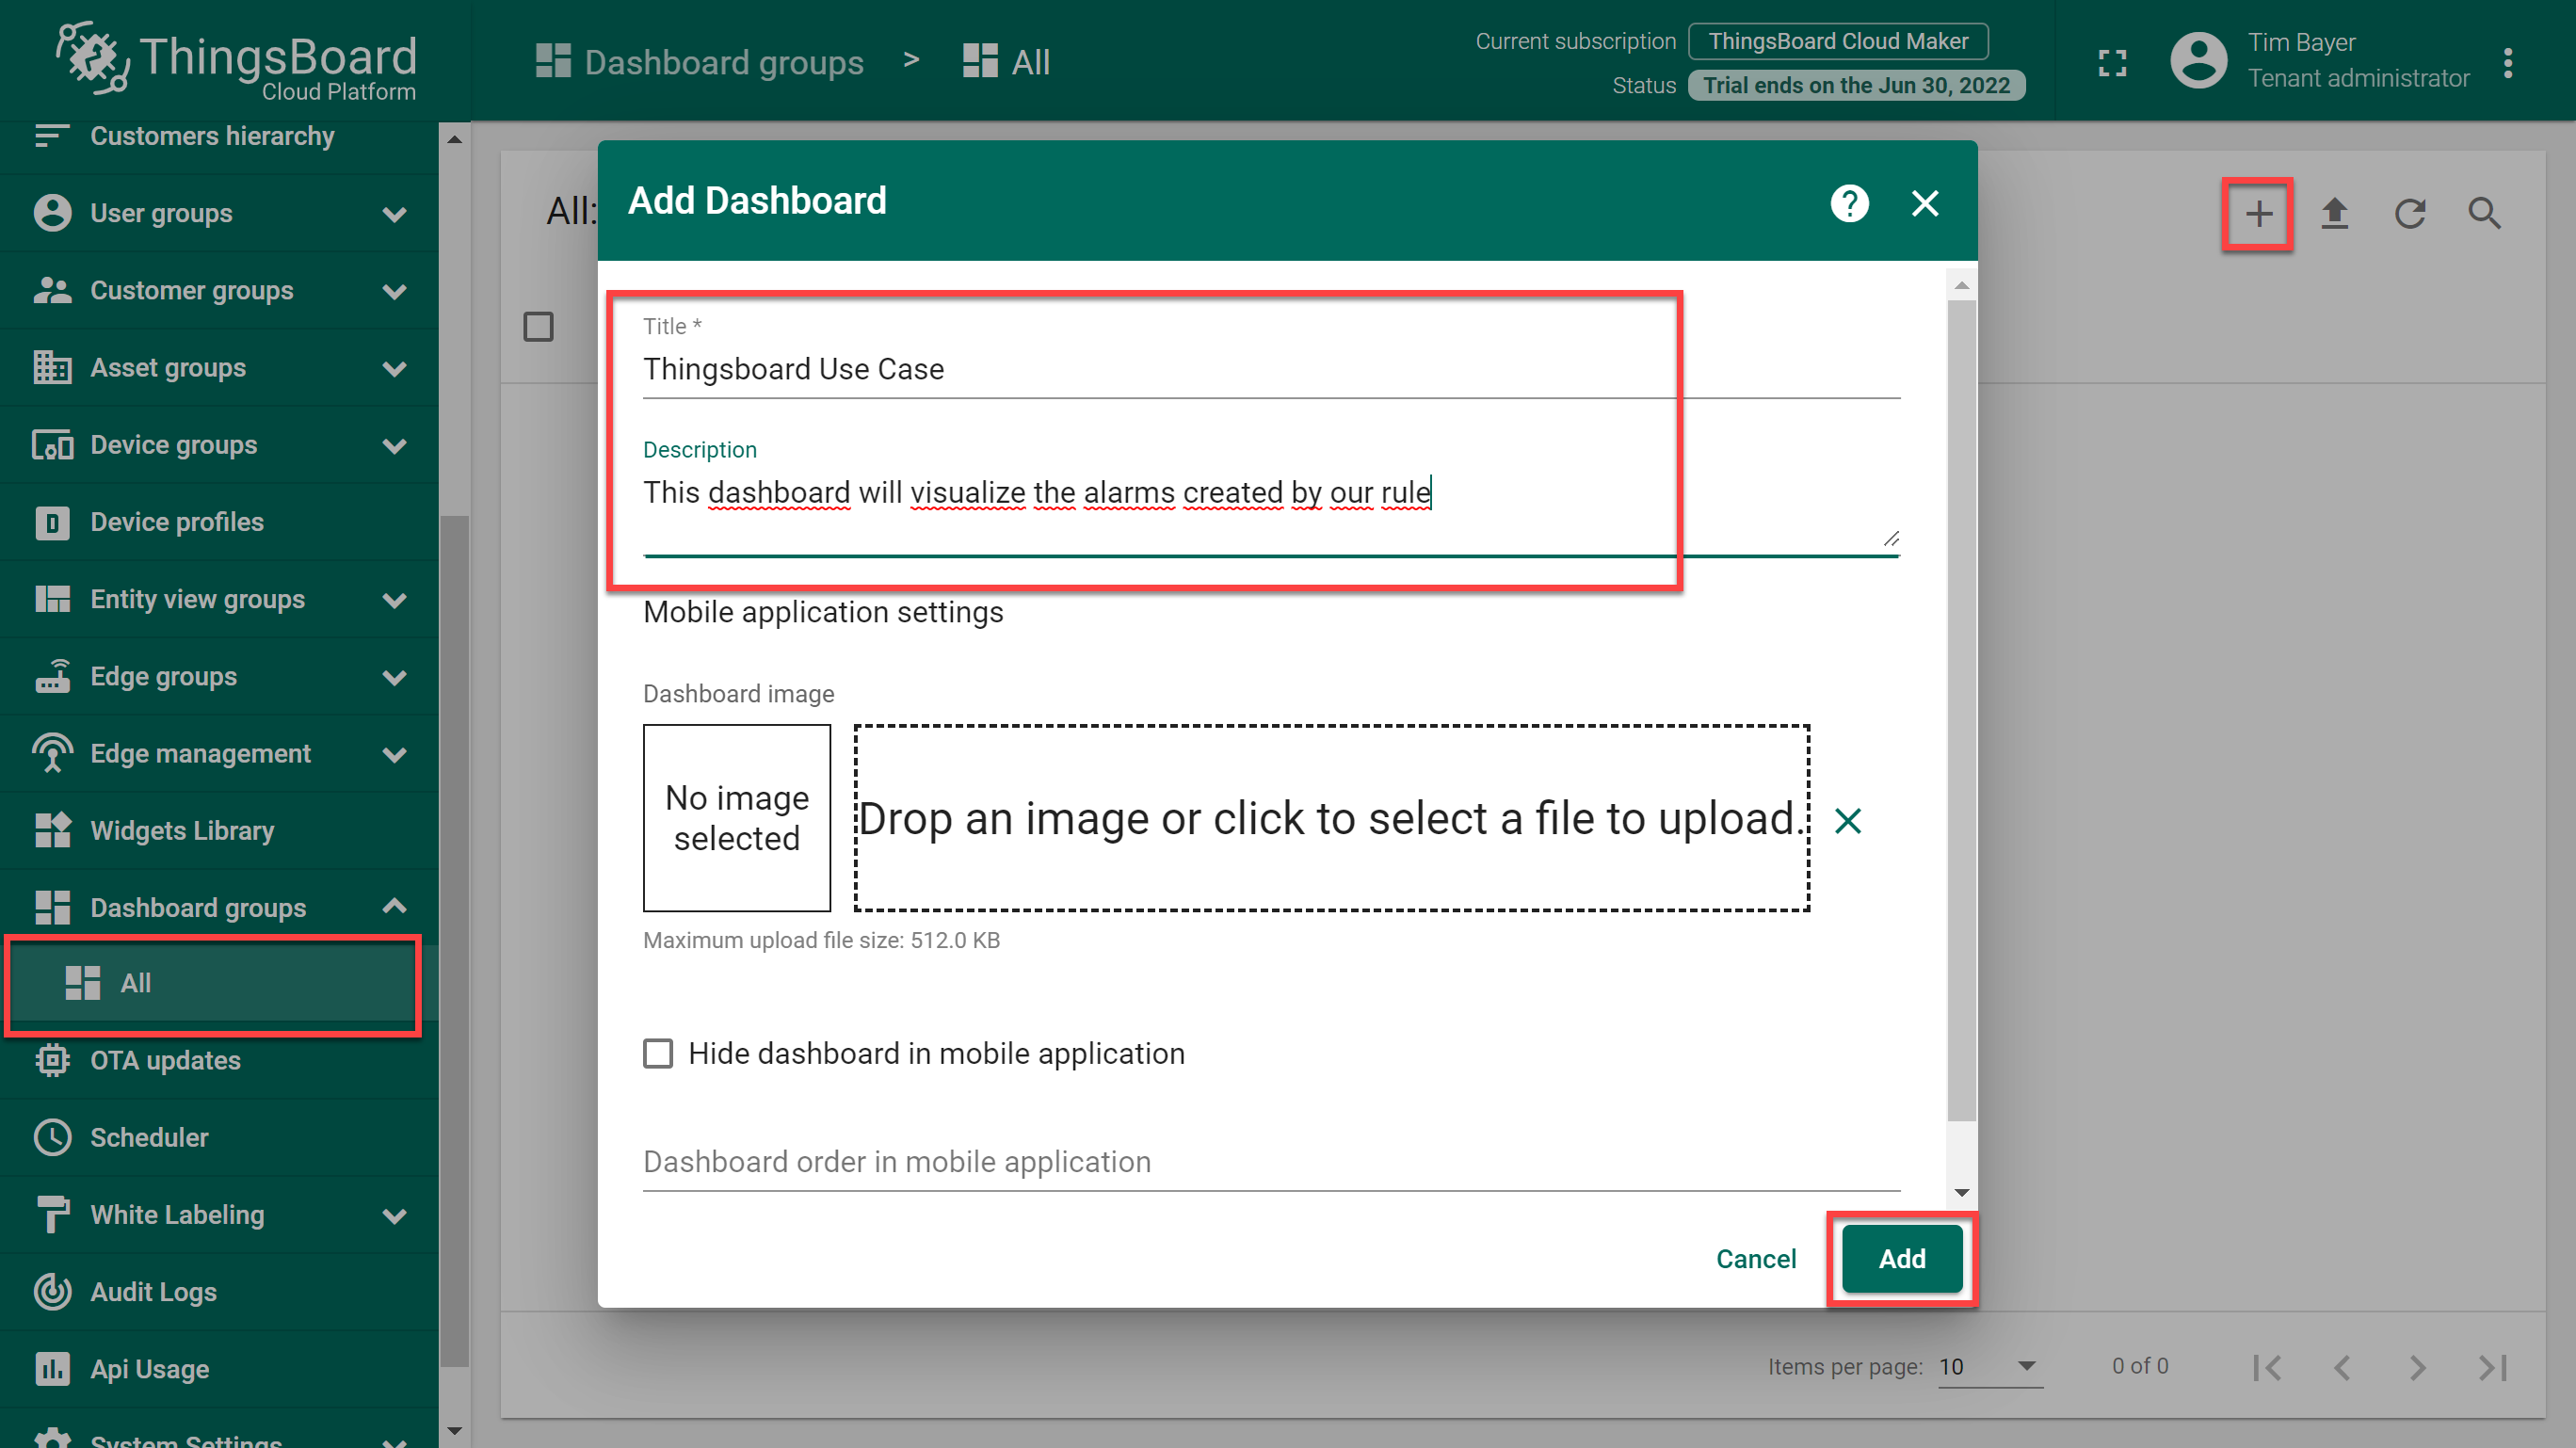 ThingsBoard
Cloud Platform
Dashboard groups > All
Current subscription ThingsBoard Cloud Maker
Status Trial ends on the Jun 30, 2022
Tim Bayer
Tenant administrator
Customers hierarchy
User groups
Customer groups
Asset groups
Device groups
Device profiles
Entity view groups
Edge groups
Edge management
Widgets Library
Dashboard groups
All
OTA updates
Scheduler
White Labeling
Audit Logs
Api Usage
System Settings
All:
Add Dashboard
Title *
Thingsboard Use Case
Description
This dashboard will visualize the alarms created by our rule
Mobile application settings
Dashboard image
No image
selected
Drop an image or click to select a file to upload.
Maximum upload file size: 512.0 KB
Hide dashboard in mobile application
Dashboard order in mobile application
Cancel Add
Items per page: 10 0 of 0